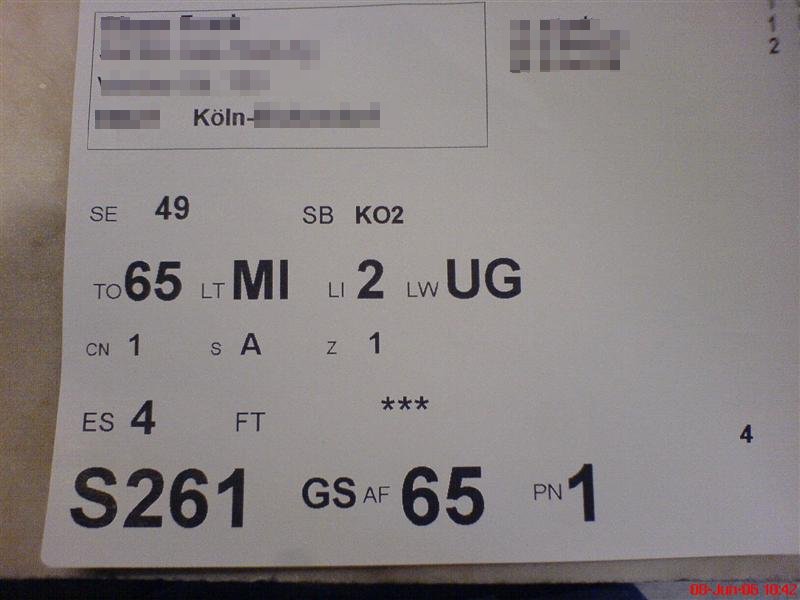 1
1
2
Köln-
SE 49 SB KO2
TO 65 LT MI LI 2 LW UG
CN 1 S A Z 1
ES 4 FT ***
4
S261 GS AF 65 PN 1
08-Jun-06 18:42